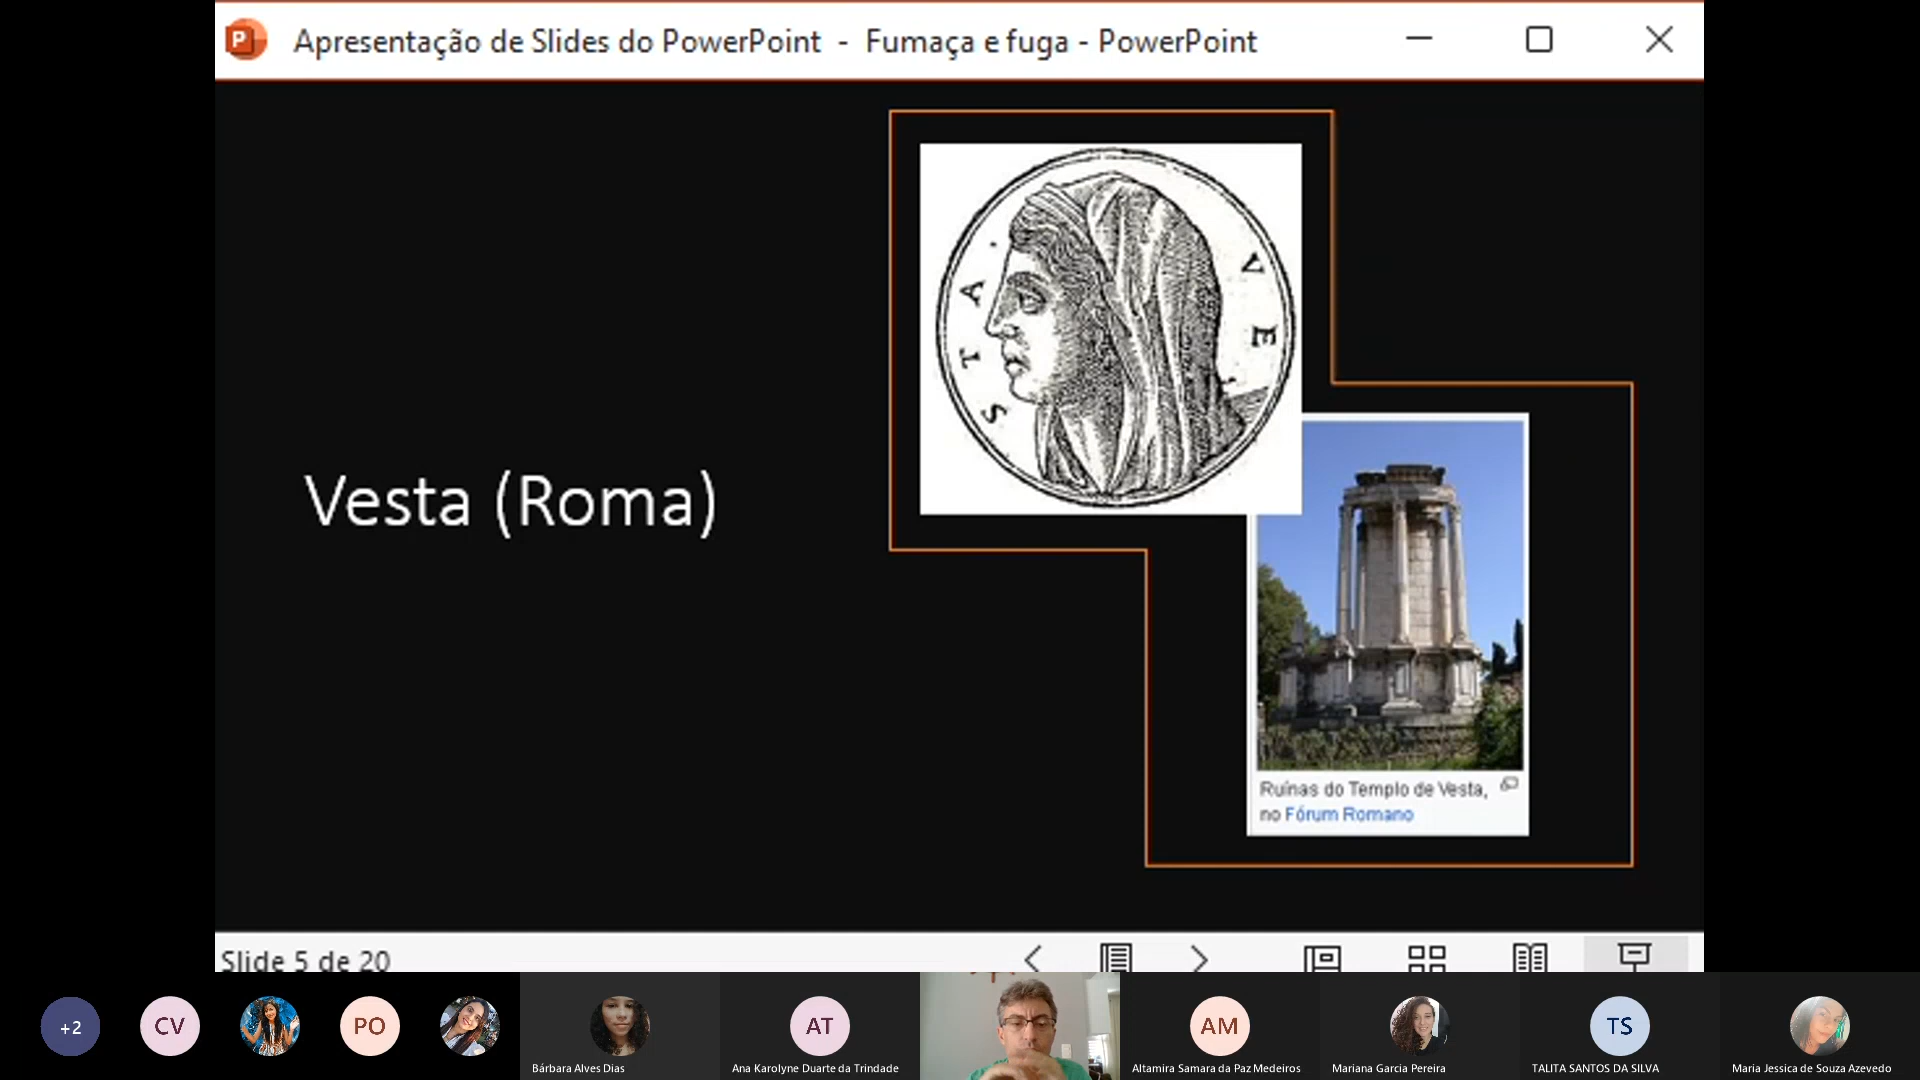 Apresentação de Slides do PowerPoint - Fumaça e fuga - PowerPoint
VESTA
Vesta (Roma)
Ruínas do Templo de Vesta,
no Fórum Romano
Slide 5 de 20
+2
CV
PO
AT
AM
TS
Bárbara Alves Dias
Ana Karolyne Duarte da Trindade
Altamira Samara da Paz Medeiros
Mariana Garcia Pereira
TALITA SANTOS DA SILVA
Maria Jessica de Souza Azevedo